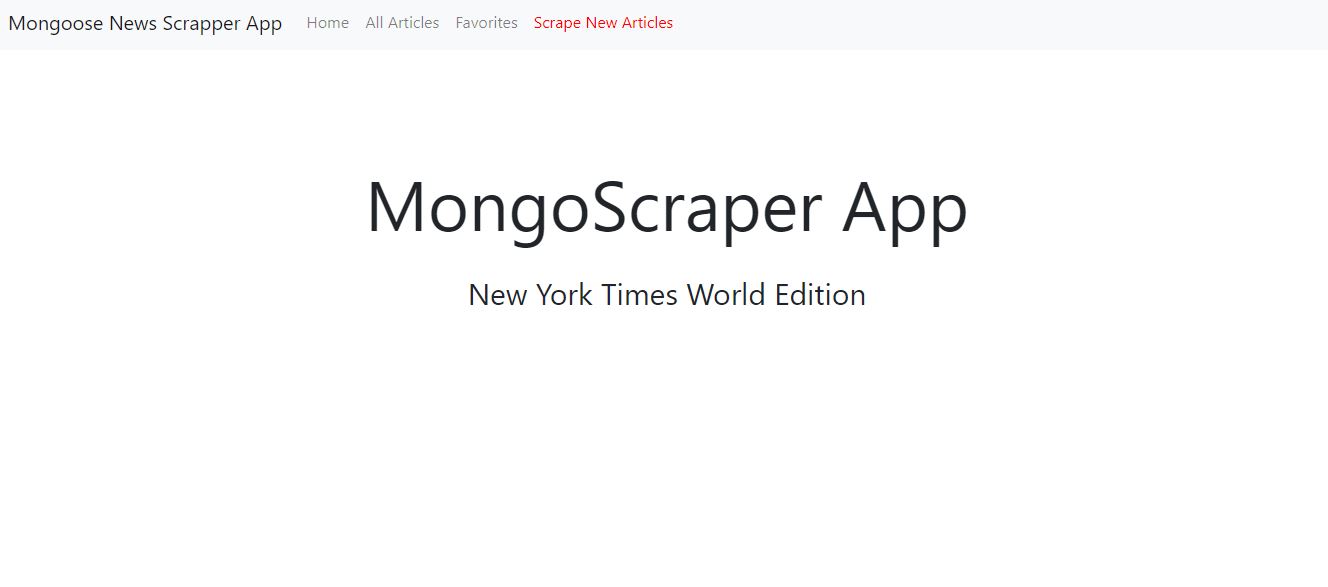 Mongoose News Scrapper App Home All Articles Favorites Scrape New Articles
MongoScraper App
New York Times World Edition